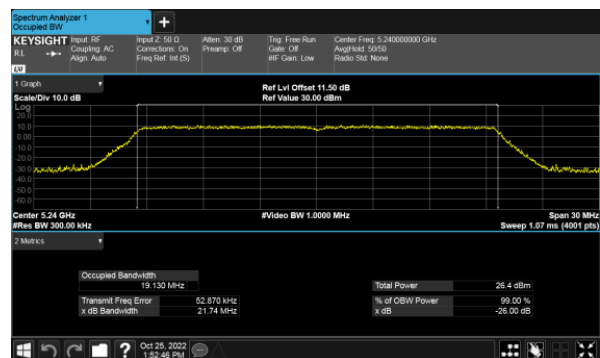 Spectrum Analyzer 1
Occupied BW
KEYSIGHT Input: RF Input Z: 50 Ω Atten: 30 dB Trig: Free Run Center Freq: 5.240000000 GHz
RL Coupling: AC Corrections: On Preamp: Off Gate: Off Avg|Hold: 50/50
Align: Auto Freq Ref: Int (S) #IF Gain: Low Radio Std: None
LXI
1 Graph Ref Lvl Offset 11.50 dB
Scale/Div 10.0 dB Ref Value 30.00 dBm
Log
20.0
10.0
0.00
-10.0
-20.0
-30.0
-40.0
-50.0
-60.0
Center 5.24 GHz #Video BW 1.0000 MHz Span 30 MHz
#Res BW 300.00 kHz Sweep 1.07 ms (4001 pts)
2 Metrics
Occupied Bandwidth
19.130 MHz Total Power 26.4 dBm
Transmit Freq Error 52.870 kHz % of OBW Power 99.00 %
x dB Bandwidth 21.74 MHz x dB -26.00 dB
Oct 25, 2022
1:52:46 PM